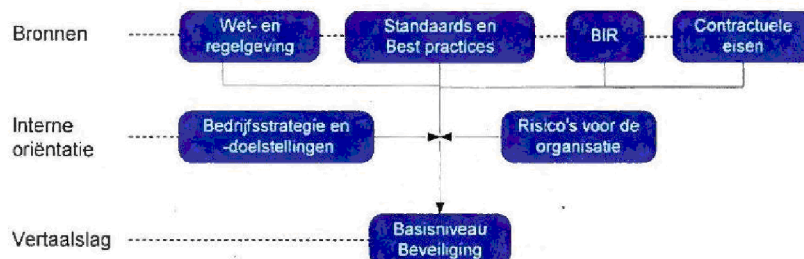 Bronnen
Wet- en
regelgeving
Standaards en
Best practices
BIR
Contractuele
eisen
Interne
oriëntatie
Bedrijfsstrategie en
-doelstellingen
Risico's voor de
organisatie
Vertaalslag
Basisniveau
Beveiliging